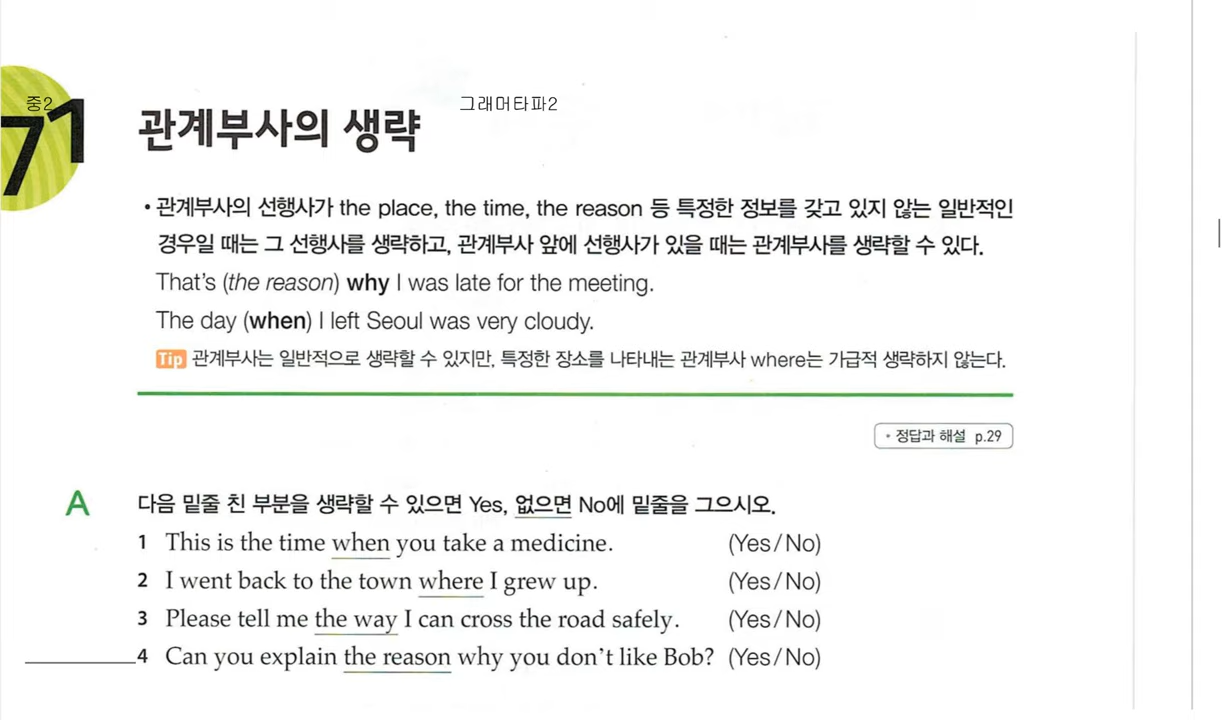 중2
71
관계부사의 생략
그래머타파2
• 관계부사의 선행사가 the place, the time, the reason 등 특정한 정보를 갖고 있지 않는 일반적인
경우일 때는 그 선행사를 생략하고, 관계부사 앞에 선행사가 있을 때는 관계부사를 생략할 수 있다.
That's (the reason) why I was late for the meeting.
The day (when) I left Seoul was very cloudy.
Tip 관계부사는 일반적으로 생략할 수 있지만, 특정한 장소를 나타내는 관계부사 where는 가급적 생략하지 않는다.
• 정답과 해설 p.29
A 다음 밑줄 친 부분을 생략할 수 있으면 Yes, 없으면 No에 밑줄을 그으시오.
1 This is the time when you take a medicine. (Yes/No)
2 I went back to the town where I grew up. (Yes/No)
3 Please tell me the way I can cross the road safely. (Yes/No)
4 Can you explain the reason why you don't like Bob? (Yes/No)